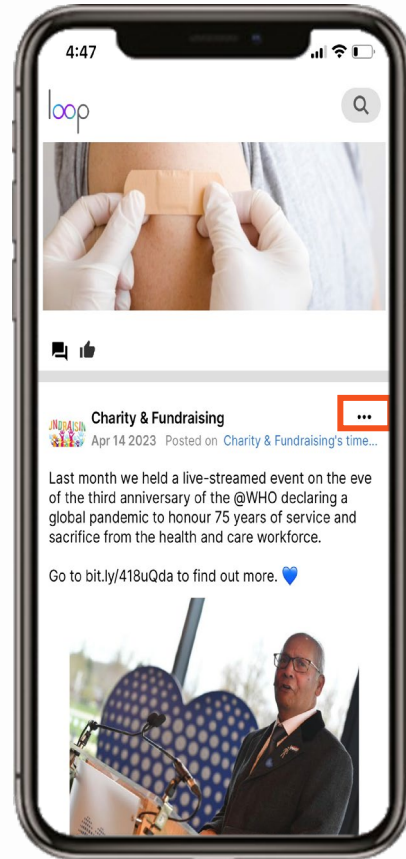 4:47
loop
UNDRAISIN
Charity & Fundraising
•••
Apr 14 2023 Posted on Charity & Fundraising's time...
Last month we held a live-streamed event on the eve
of the third anniversary of the @WHO declaring a
global pandemic to honour 75 years of service and
sacrifice from the health and care workforce.
Go to bit.ly/418uQda to find out more. 💙